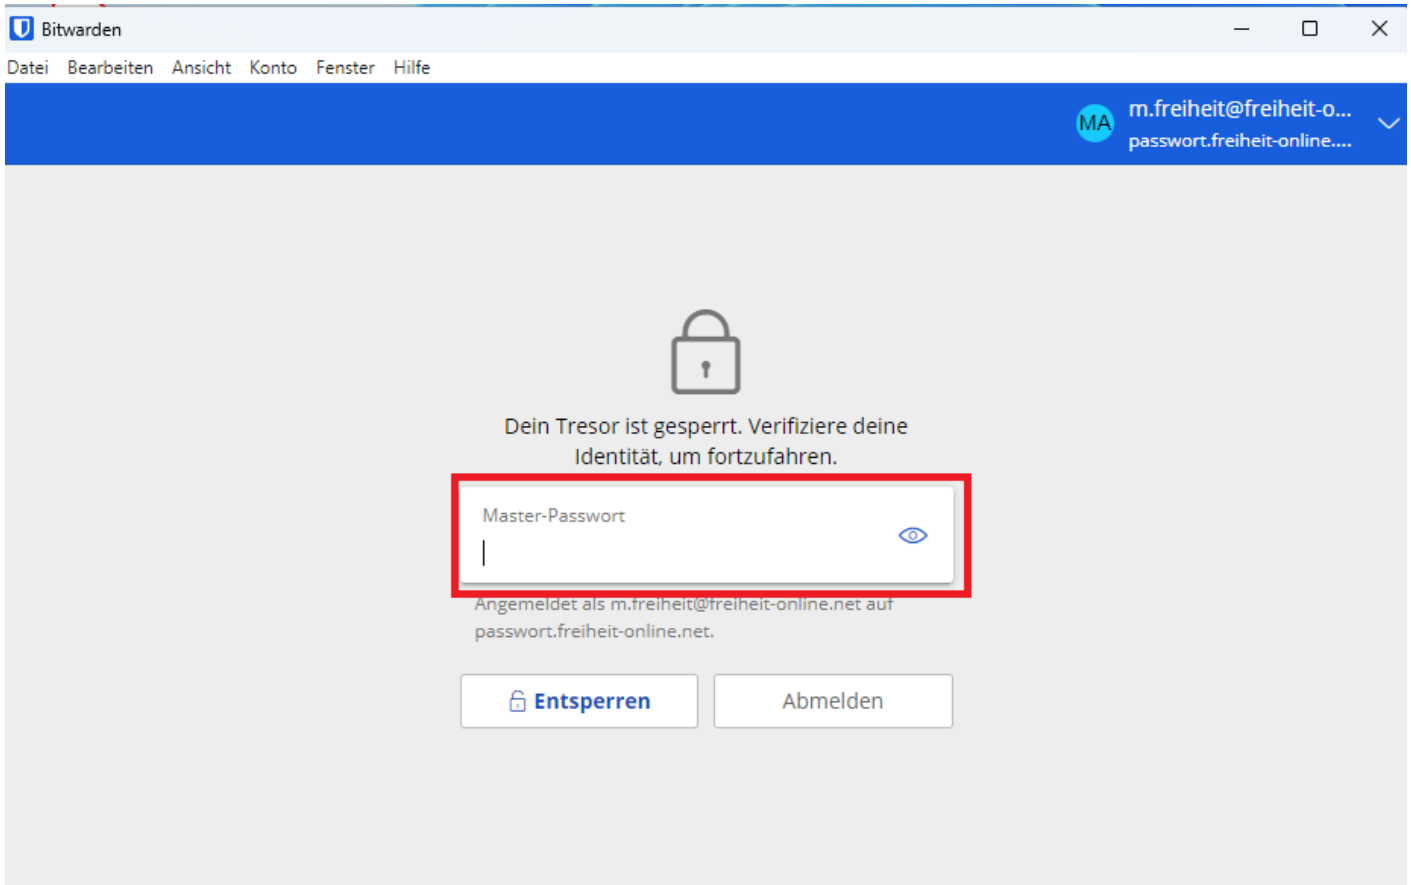 Bitwarden
Datei Bearbeiten Ansicht Konto Fenster Hilfe
MA
m.freiheit@freiheit-o...
passwort.freiheit-online....
Dein Tresor ist gesperrt. Verifiziere deine
Identität, um fortzufahren.
Master-Passwort
Angemeldet als m.freiheit@freiheit-online.net auf
passwort.freiheit-online.net.
Entsperren
Abmelden